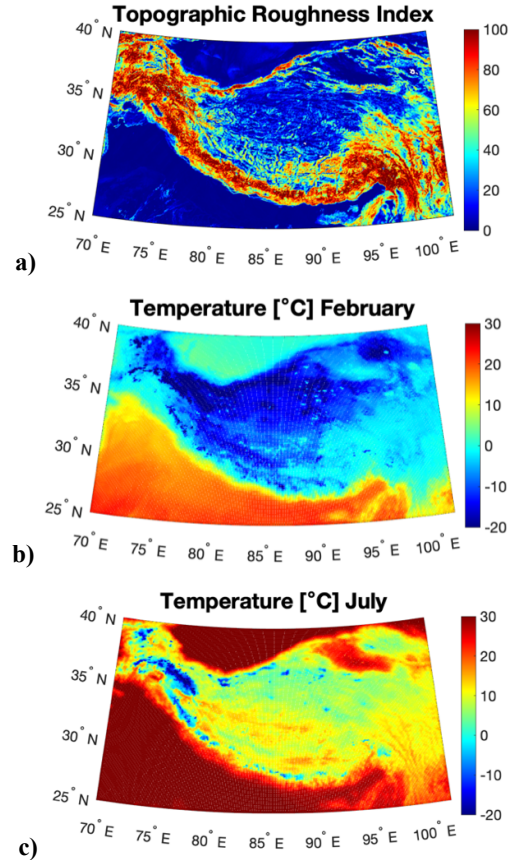 Topographic Roughness Index
40° N
35° N
30° N
25° N
70° E
75° E
80° E
85° E
90° E
95° E
100° E
100
80
60
40
20
0
a)
Temperature [°C] February
40° N
35° N
30° N
25° N
70° E
75° E
80° E
85° E
90° E
95° E
100° E
30
20
10
0
-10
-20
b)
Temperature [°C] July
40° N
35° N
30° N
25° N
70° E
75° E
80° E
85° E
90° E
95° E
100° E
30
20
10
0
-10
-20
c)